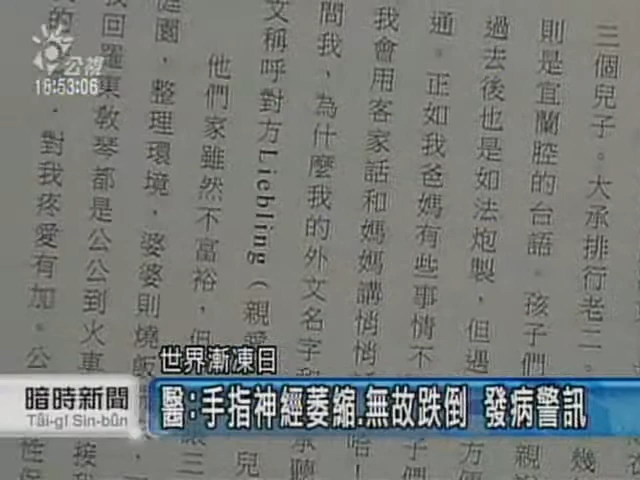 公視
18:53:06
三個兒子。大承排行老二。
則是宜蘭腔的台語。孩子們
過去後也是如法炮製，但遇
通。正如我爸媽有些事情不
我會用客家話和媽媽講悄悄
問我、為什麼我的外文名字和
文稱呼對方Liebling（親愛
他們家雖然不富裕，但
庭園，整理環境，婆婆則燒飯
回羅東教琴都是公公到火車
的，對我疼愛有加。公
世界漸凍日
暗時新聞
Tâi-gí Sin-bûn
醫:手指神經萎縮.無故跌倒 發病警訊